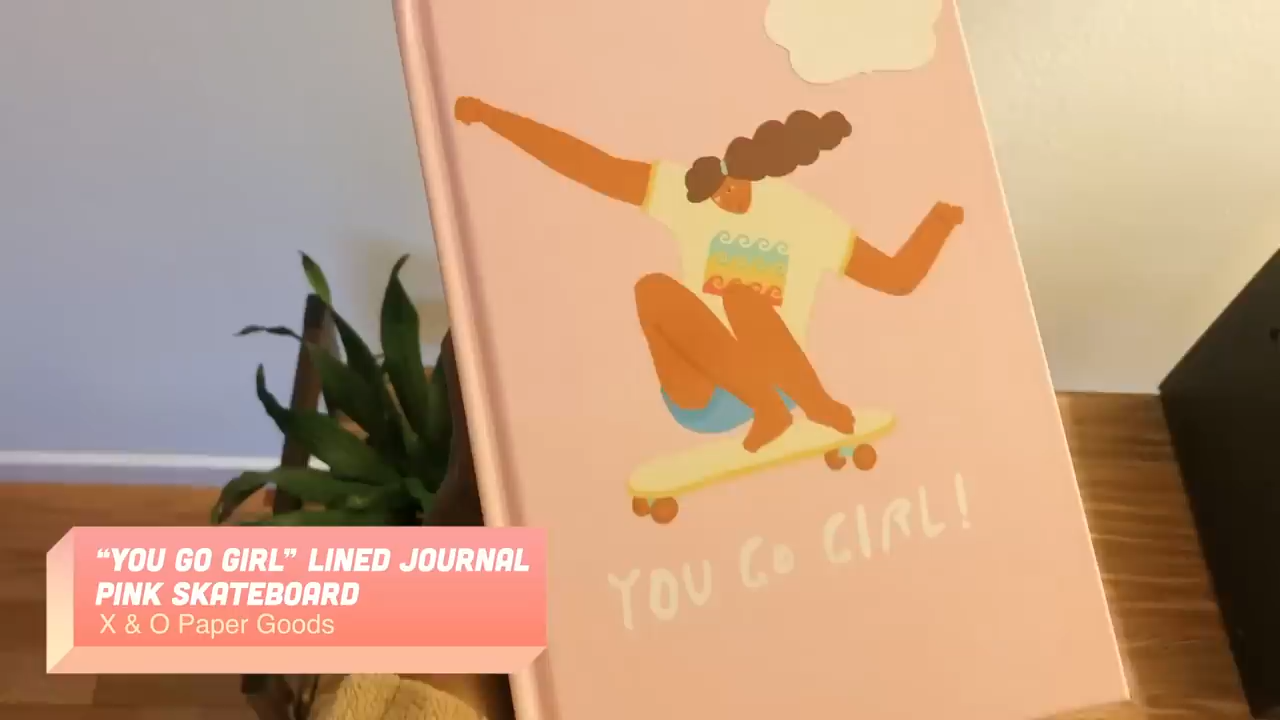 YOU GO GIRL!
“YOU GO GIRL” LINED JOURNAL
PINK SKATEBOARD
X & O Paper Goods